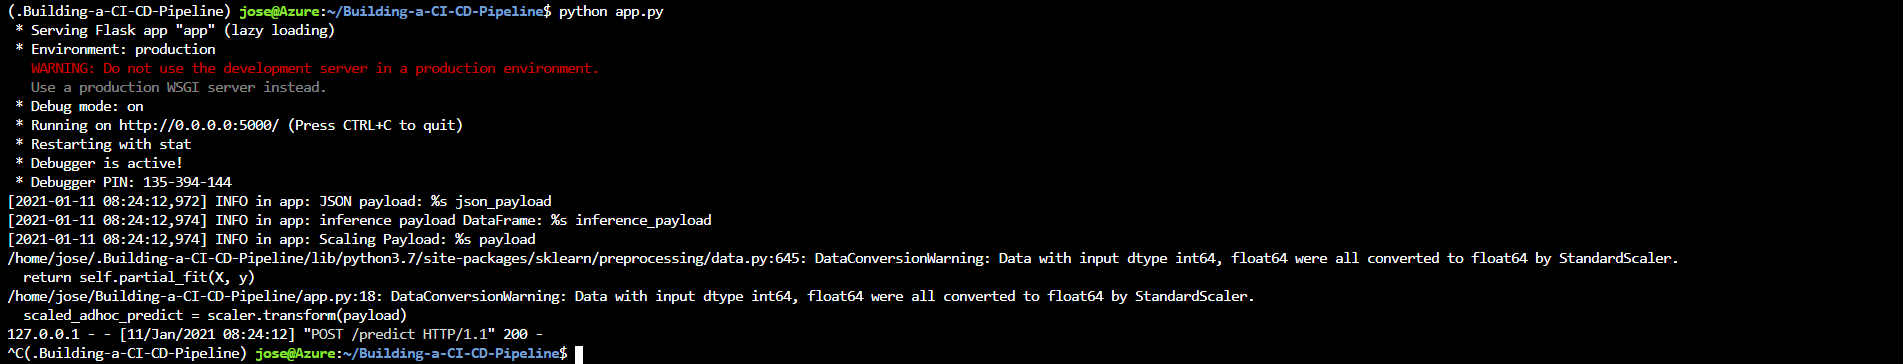 (.Building-a-CI-CD-Pipeline) jose@Azure:~/Building-a-CI-CD-Pipeline$ python app.py
 * Serving Flask app "app" (lazy loading)
 * Environment: production
   WARNING: Do not use the development server in a production environment.
   Use a production WSGI server instead.
 * Debug mode: on
 * Running on http://0.0.0.0:5000/ (Press CTRL+C to quit)
 * Restarting with stat
 * Debugger is active!
 * Debugger PIN: 135-394-144
[2021-01-11 08:24:12,972] INFO in app: JSON payload: %s json_payload
[2021-01-11 08:24:12,974] INFO in app: inference payload DataFrame: %s inference_payload
[2021-01-11 08:24:12,974] INFO in app: Scaling Payload: %s payload
/home/jose/.Building-a-CI-CD-Pipeline/lib/python3.7/site-packages/sklearn/preprocessing/data.py:645: DataConversionWarning: Data with input dtype int64, float64 were all converted to float64 by StandardScaler.
  return self.partial_fit(X, y)
/home/jose/Building-a-CI-CD-Pipeline/app.py:18: DataConversionWarning: Data with input dtype int64, float64 were all converted to float64 by StandardScaler.
  scaled_adhoc_predict = scaler.transform(payload)
127.0.0.1 - - [11/Jan/2021 08:24:12] "POST /predict HTTP/1.1" 200 -
^C(.Building-a-CI-CD-Pipeline) jose@Azure:~/Building-a-CI-CD-Pipeline$